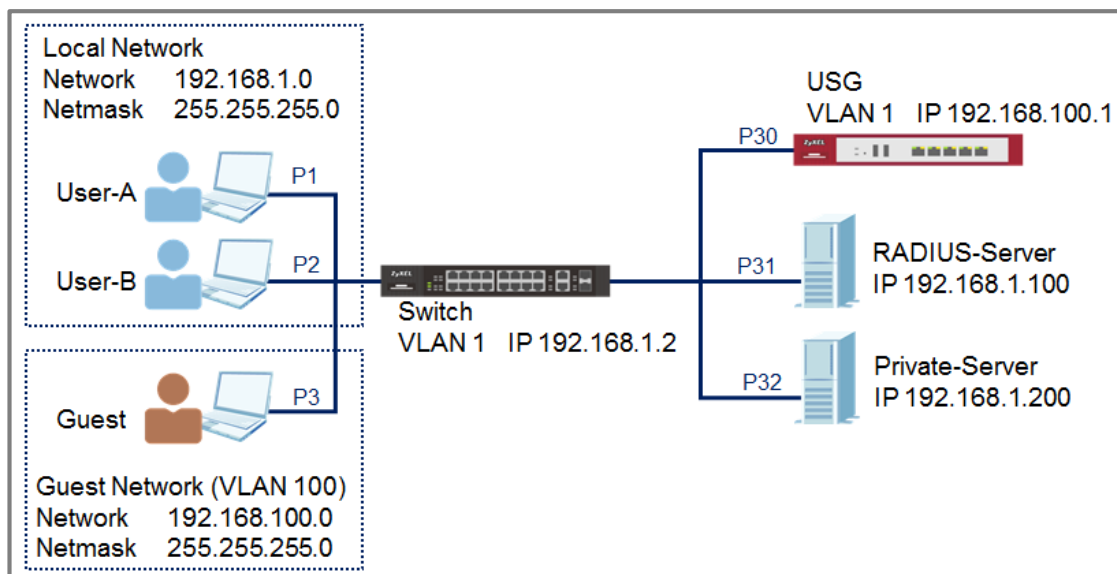 Local Network
Network 192.168.1.0
Netmask 255.255.255.0
User-A
P1
User-B
P2
Guest
P3
Guest Network (VLAN 100)
Network 192.168.100.0
Netmask 255.255.255.0
ZyXEL
Switch
VLAN 1 IP 192.168.1.2
USG
VLAN 1 IP 192.168.100.1
P30
ZyXEL
P31
RADIUS-Server
IP 192.168.1.100
P32
Private-Server
IP 192.168.1.200